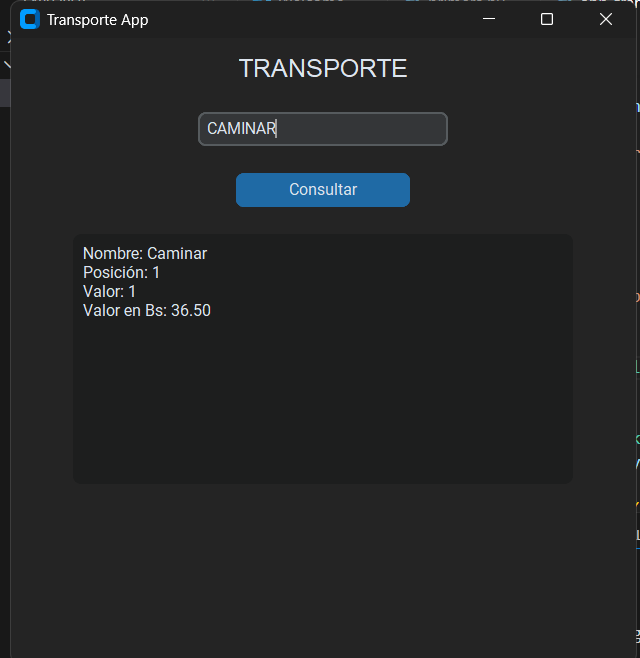 Transporte App
TRANSPORTE
CAMINAR
Consultar
Nombre: Caminar
Posición: 1
Valor: 1
Valor en Bs: 36.50